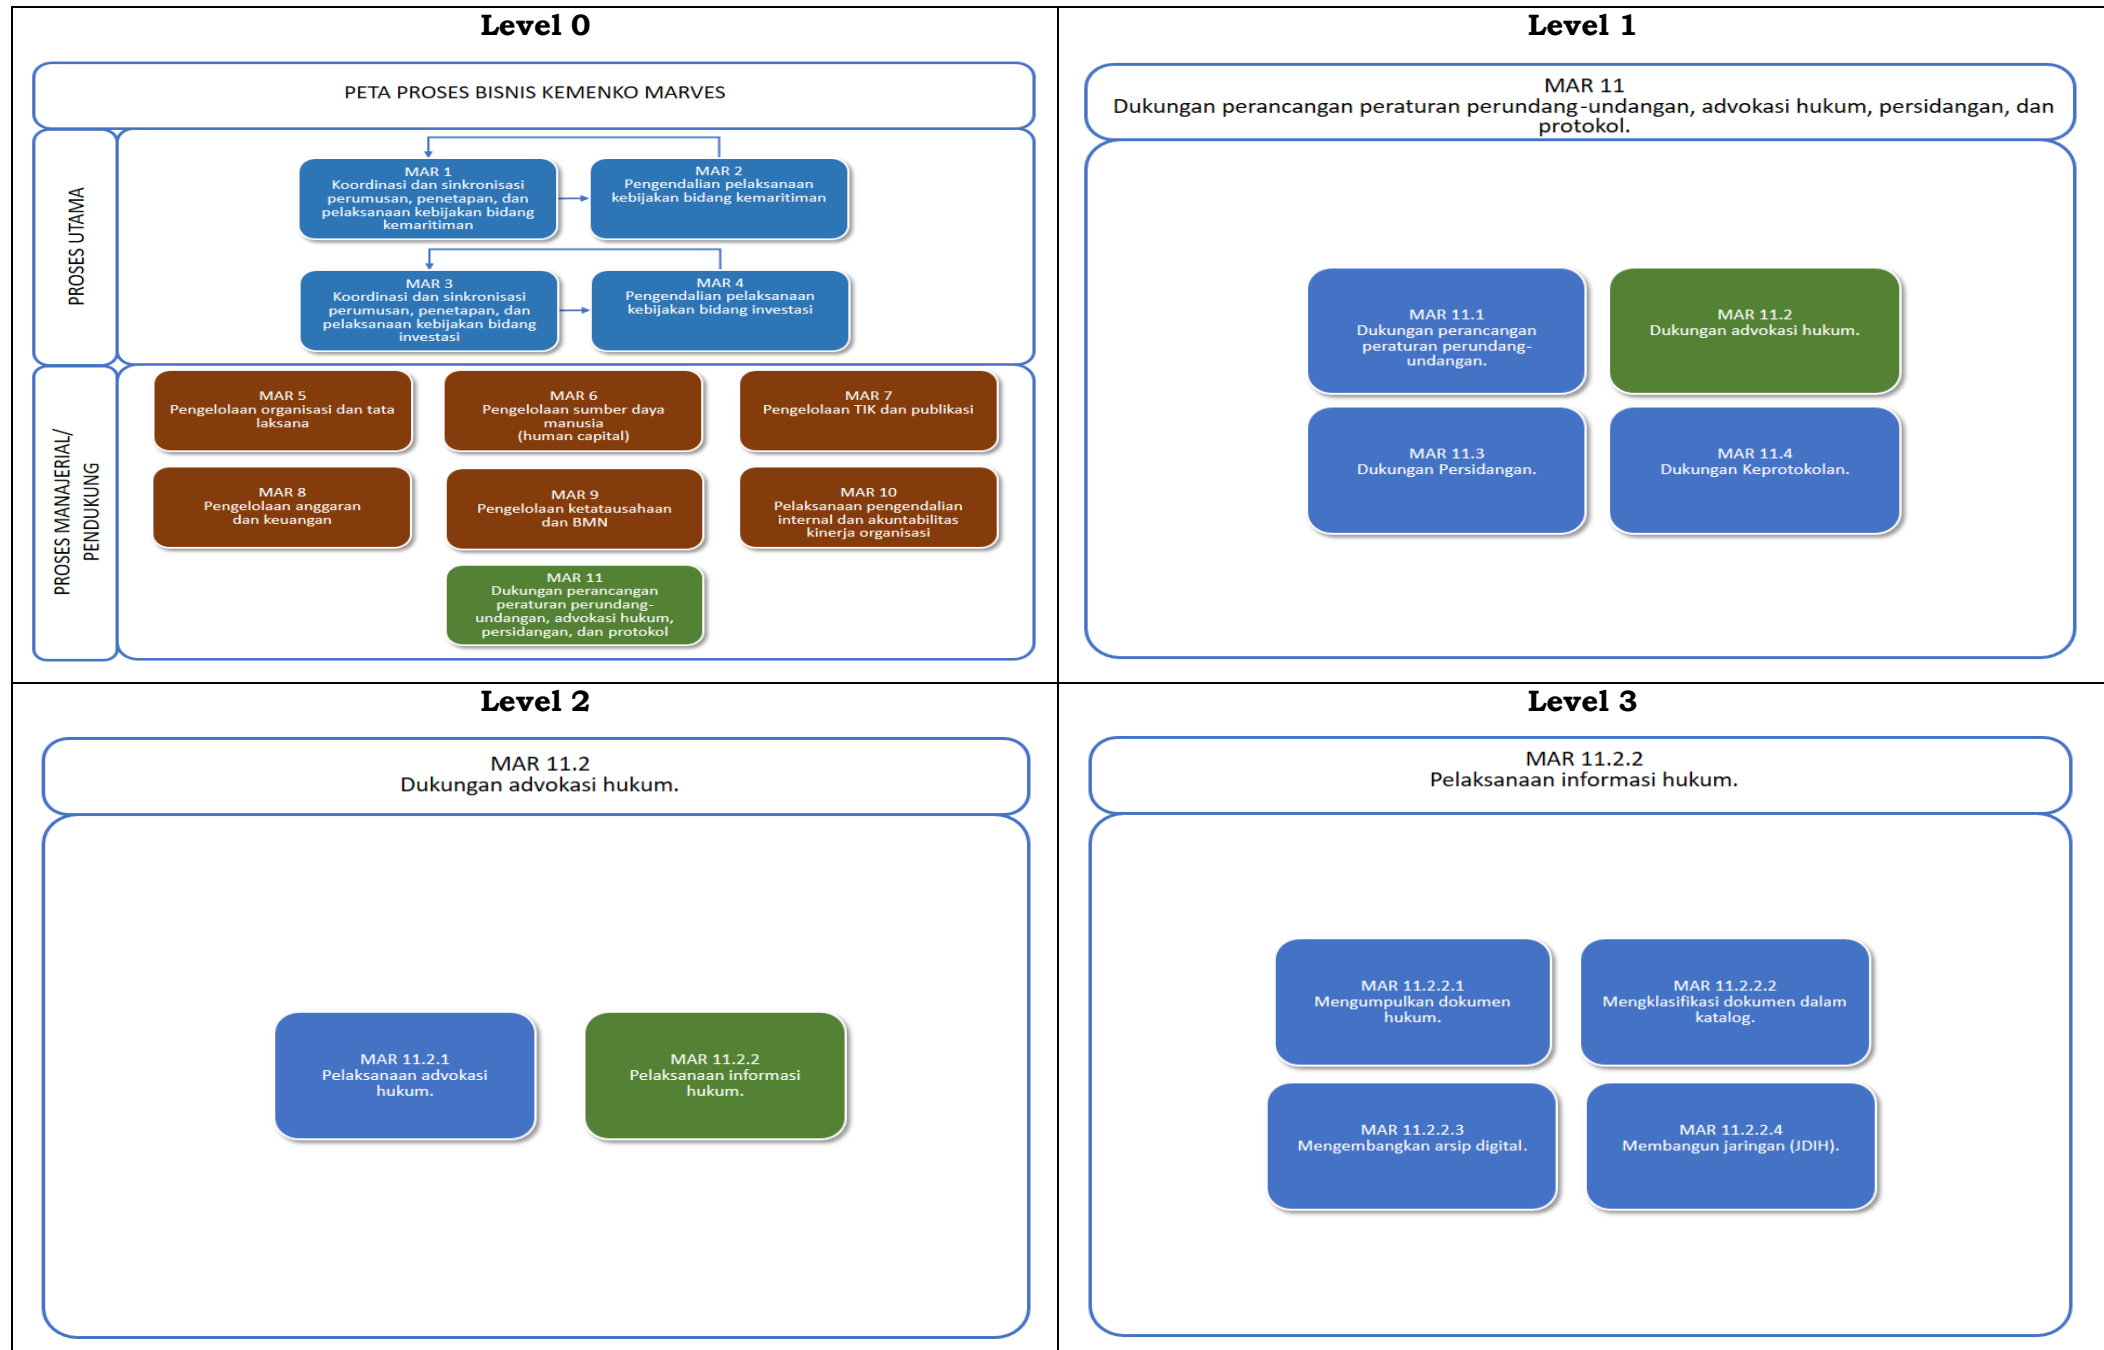 Level 0
PETA PROSES BISNIS KEMENKO MARVES
PROSES UTAMA
MAR 1
Koordinasi dan sinkronisasi
perumusan, penetapan, dan
pelaksanaan kebijakan bidang
kemaritiman
MAR 2
Pengendalian pelaksanaan
kebijakan bidang kemaritiman
MAR 3
Koordinasi dan sinkronisasi
perumusan, penetapan, dan
pelaksanaan kebijakan bidang
investasi
MAR 4
Pengendalian pelaksanaan
kebijakan bidang investasi
PROSES MANAJERIAL/
PENDUKUNG
MAR 5
Pengelolaan organisasi dan tata
laksana
MAR 6
Pengelolaan sumber daya
manusia
(human capital)
MAR 7
Pengelolaan TIK dan publikasi
MAR 8
Pengelolaan anggaran
dan keuangan
MAR 9
Pengelolaan ketatausahaan
dan BMN
MAR 10
Pelaksanaan pengendalian
internal dan akuntabilitas
kinerja organisasi
MAR 11
Dukungan perancangan
peraturan perundang-
undangan, advokasi hukum,
persidangan, dan protokol
Level 1
MAR 11
Dukungan perancangan peraturan perundang-undangan, advokasi hukum, persidangan, dan
protokol.
MAR 11.1
Dukungan perancangan
peraturan perundang-
undangan.
MAR 11.2
Dukungan advokasi hukum.
MAR 11.3
Dukungan Persidangan.
MAR 11.4
Dukungan Keprotokolan.
Level 2
MAR 11.2
Dukungan advokasi hukum.
MAR 11.2.1
Pelaksanaan advokasi
hukum.
MAR 11.2.2
Pelaksanaan informasi
hukum.
Level 3
MAR 11.2.2
Pelaksanaan informasi hukum.
MAR 11.2.2.1
Mengumpulkan dokumen
hukum.
MAR 11.2.2.2
Mengklasifikasi dokumen dalam
katalog.
MAR 11.2.2.3
Mengembangkan arsip digital.
MAR 11.2.2.4
Membangun jaringan (JDIH).